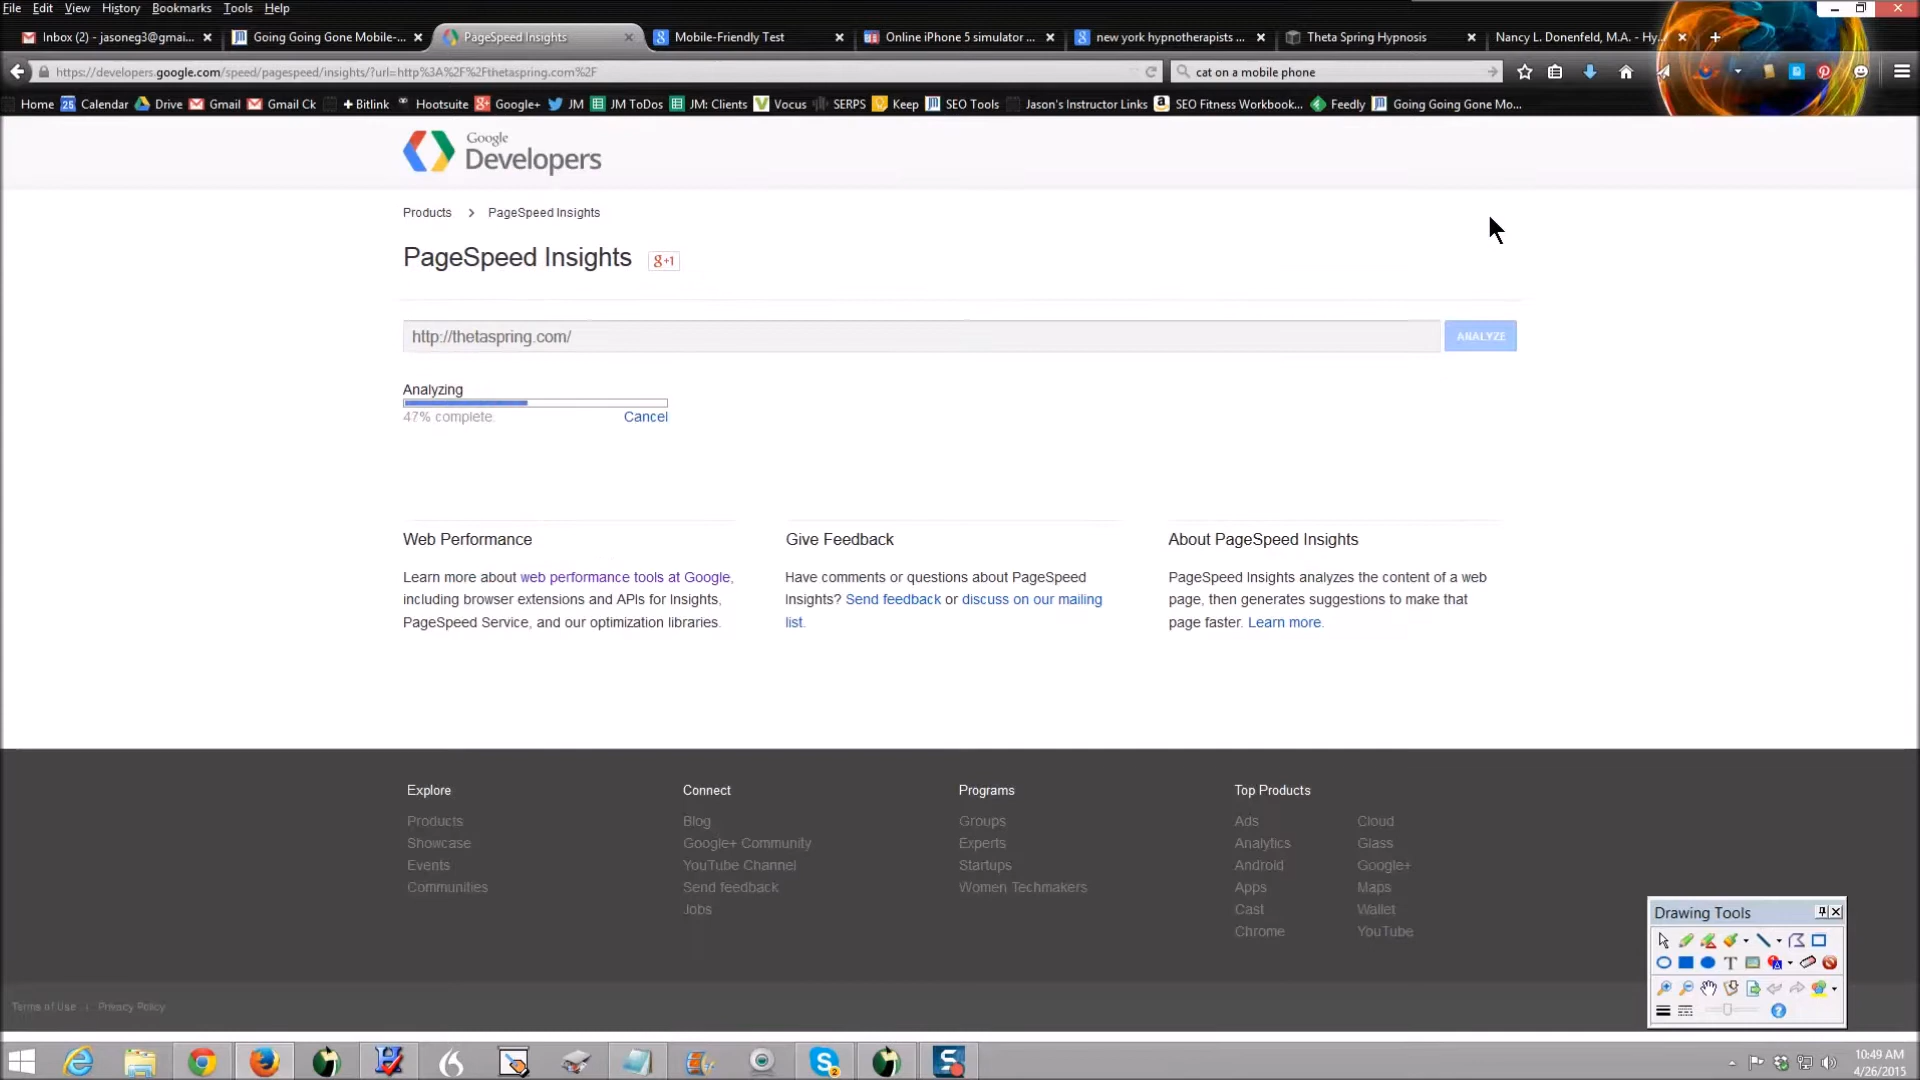 File Edit View History Bookmarks Tools Help
Inbox (2) - jasoneg3@gmai...
Going Going Gone Mobile-...
PageSpeed Insights
Mobile-Friendly Test
Online iPhone 5 simulator ...
new york hypnotherapists ...
Theta Spring Hypnosis
Nancy L. Donenfeld, M.A. - Hy...
https://developers.google.com/speed/pagespeed/insights/?url=http%3A%2F%2Fthetaspring.com%2F
cat on a mobile phone
Home 25 Calendar Drive Gmail Gmail Ck + Bitlink Hootsuite Google+ JM JM ToDos JM: Clients Vocus SERPS Keep SEO Tools Jason's Instructor Links SEO Fitness Workbook... Feedly Going Going Gone Mo...
Google
Developers
Products > PageSpeed Insights
PageSpeed Insights g+1
http://thetaspring.com/
ANALYZE
Analyzing
47% complete.
Cancel
Web Performance
Learn more about web performance tools at Google,
including browser extensions and APIs for Insights,
PageSpeed Service, and our optimization libraries.
Give Feedback
Have comments or questions about PageSpeed
Insights? Send feedback or discuss on our mailing
list.
About PageSpeed Insights
PageSpeed Insights analyzes the content of a web
page, then generates suggestions to make that
page faster. Learn more.
Explore
Products
Showcase
Events
Communities
Connect
Blog
Google+ Community
YouTube Channel
Send feedback
Jobs
Programs
Groups
Experts
Startups
Women Techmakers
Top Products
Ads
Analytics
Android
Apps
Cast
Chrome
Cloud
Glass
Google+
Maps
Wallet
YouTube
Drawing Tools
Terms of Use | Privacy Policy
10:49 AM
4/26/2015